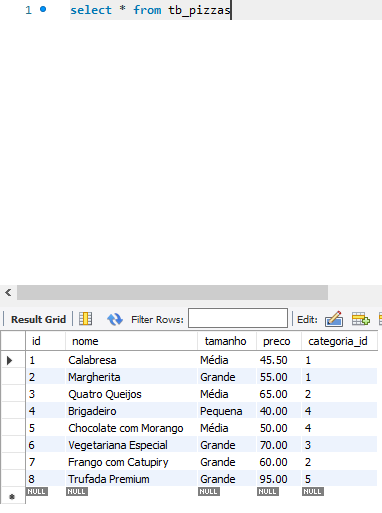 1 select * from tb_pizzas
Result Grid Filter Rows: Edit:
id nome tamanho preco categoria_id
1 Calabresa Média 45.50 1
2 Margherita Grande 55.00 1
3 Quatro Queijos Média 65.00 2
4 Brigadeiro Pequena 40.00 4
5 Chocolate com Morango Média 50.00 4
6 Vegetariana Especial Grande 70.00 3
7 Frango com Catupiry Grande 60.00 2
8 Trufada Premium Grande 95.00 5
NULL NULL NULL NULL NULL